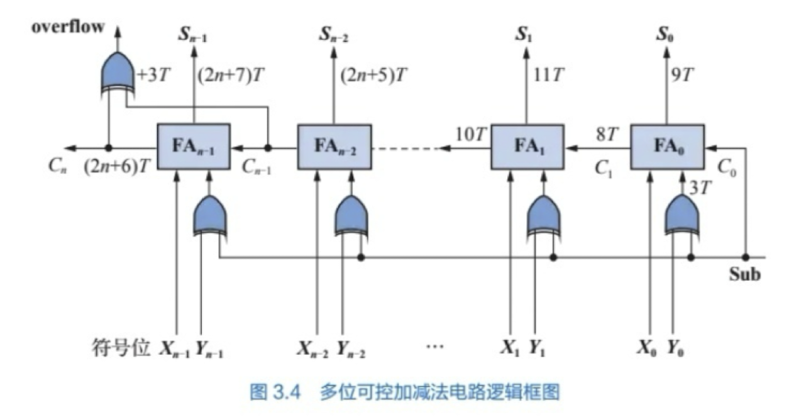 overflow
Sₙ₋₁ Sₙ₋₂ S₁ S₀
+3T (2n+7)T (2n+5)T 11T 9T
FAₙ₋₁ FAₙ₋₂ 10T FA₁ 8T FA₀
Cₙ (2n+6)T Cₙ₋₁ C₁ C₀
3T
Sub
符号位 Xₙ₋₁ Yₙ₋₁ Xₙ₋₂ Yₙ₋₂ … X₁ Y₁ X₀ Y₀
图 3.4 多位可控加减法电路逻辑框图